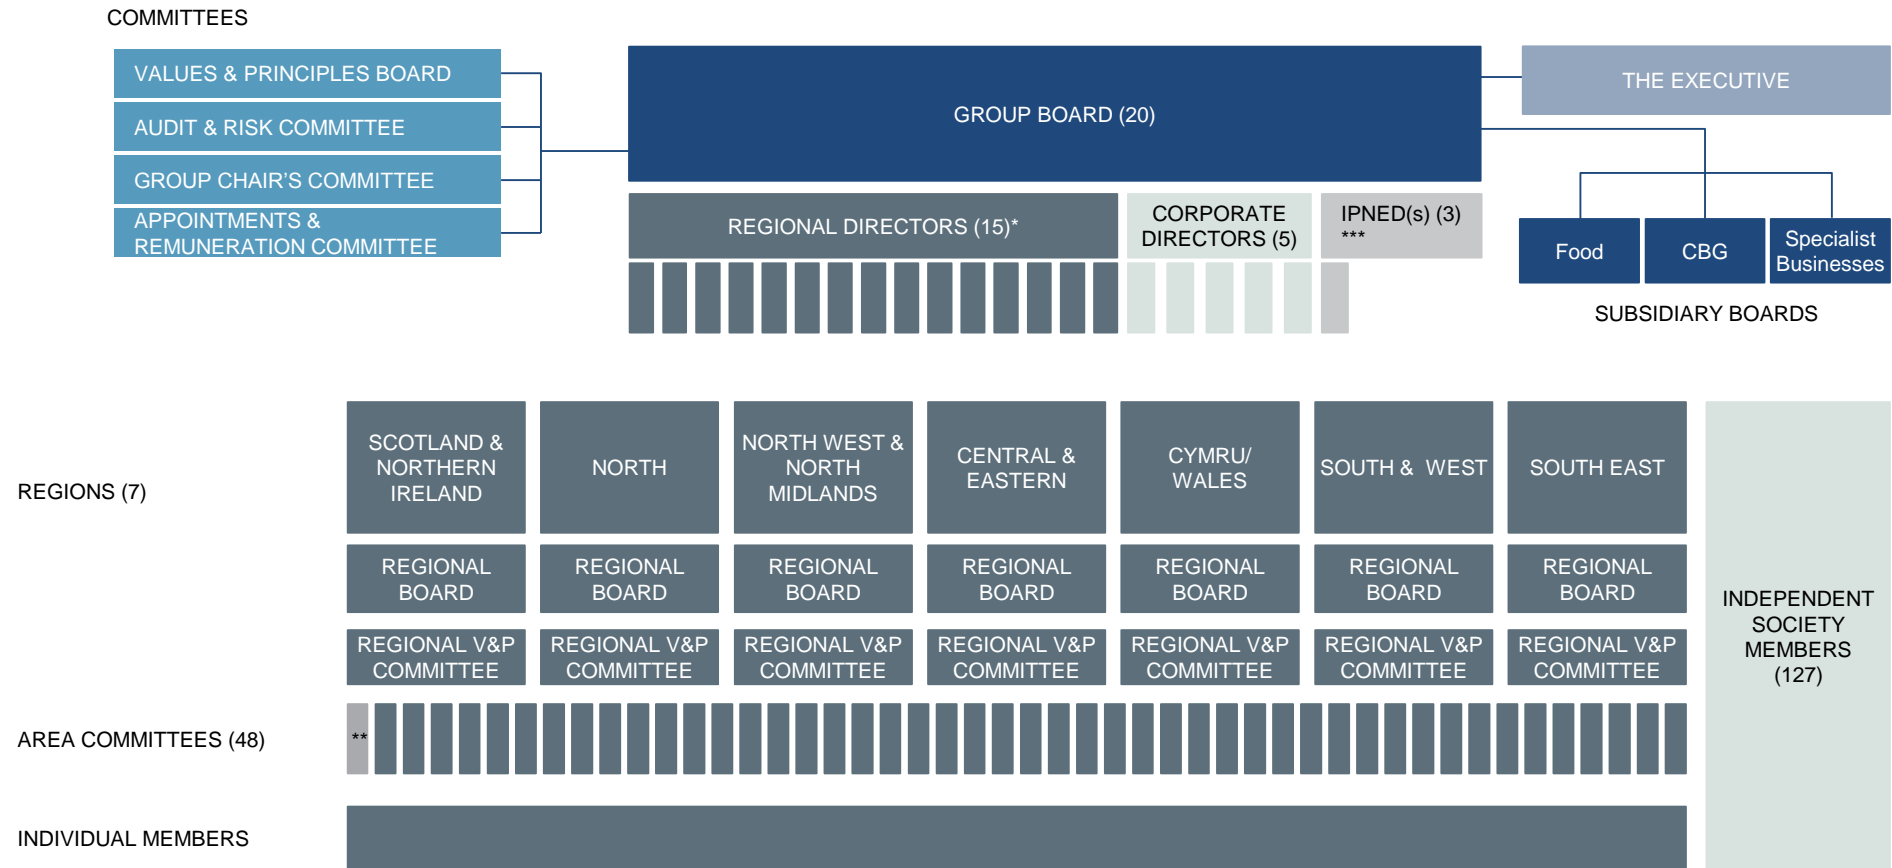 COMMITTEES
VALUES & PRINCIPLES BOARD
AUDIT & RISK COMMITTEE
GROUP CHAIR'S COMMITTEE
APPOINTMENTS &
REMUNERATION COMMITTEE
GROUP BOARD (20)
THE EXECUTIVE
REGIONAL DIRECTORS (15)*
CORPORATE
DIRECTORS (5)
IPNED(s) (3)
***
Food
CBG
Specialist
Businesses
SUBSIDIARY BOARDS
REGIONS (7)
SCOTLAND &
NORTHERN
IRELAND
NORTH
NORTH WEST &
NORTH
MIDLANDS
CENTRAL &
EASTERN
CYMRU/
WALES
SOUTH & WEST
SOUTH EAST
REGIONAL
BOARD
REGIONAL
BOARD
REGIONAL
BOARD
REGIONAL
BOARD
REGIONAL
BOARD
REGIONAL
BOARD
REGIONAL
BOARD
REGIONAL V&P
COMMITTEE
REGIONAL V&P
COMMITTEE
REGIONAL V&P
COMMITTEE
REGIONAL V&P
COMMITTEE
REGIONAL V&P
COMMITTEE
REGIONAL V&P
COMMITTEE
REGIONAL V&P
COMMITTEE
INDEPENDENT
SOCIETY
MEMBERS
(127)
AREA COMMITTEES (48)
**
INDIVIDUAL MEMBERS